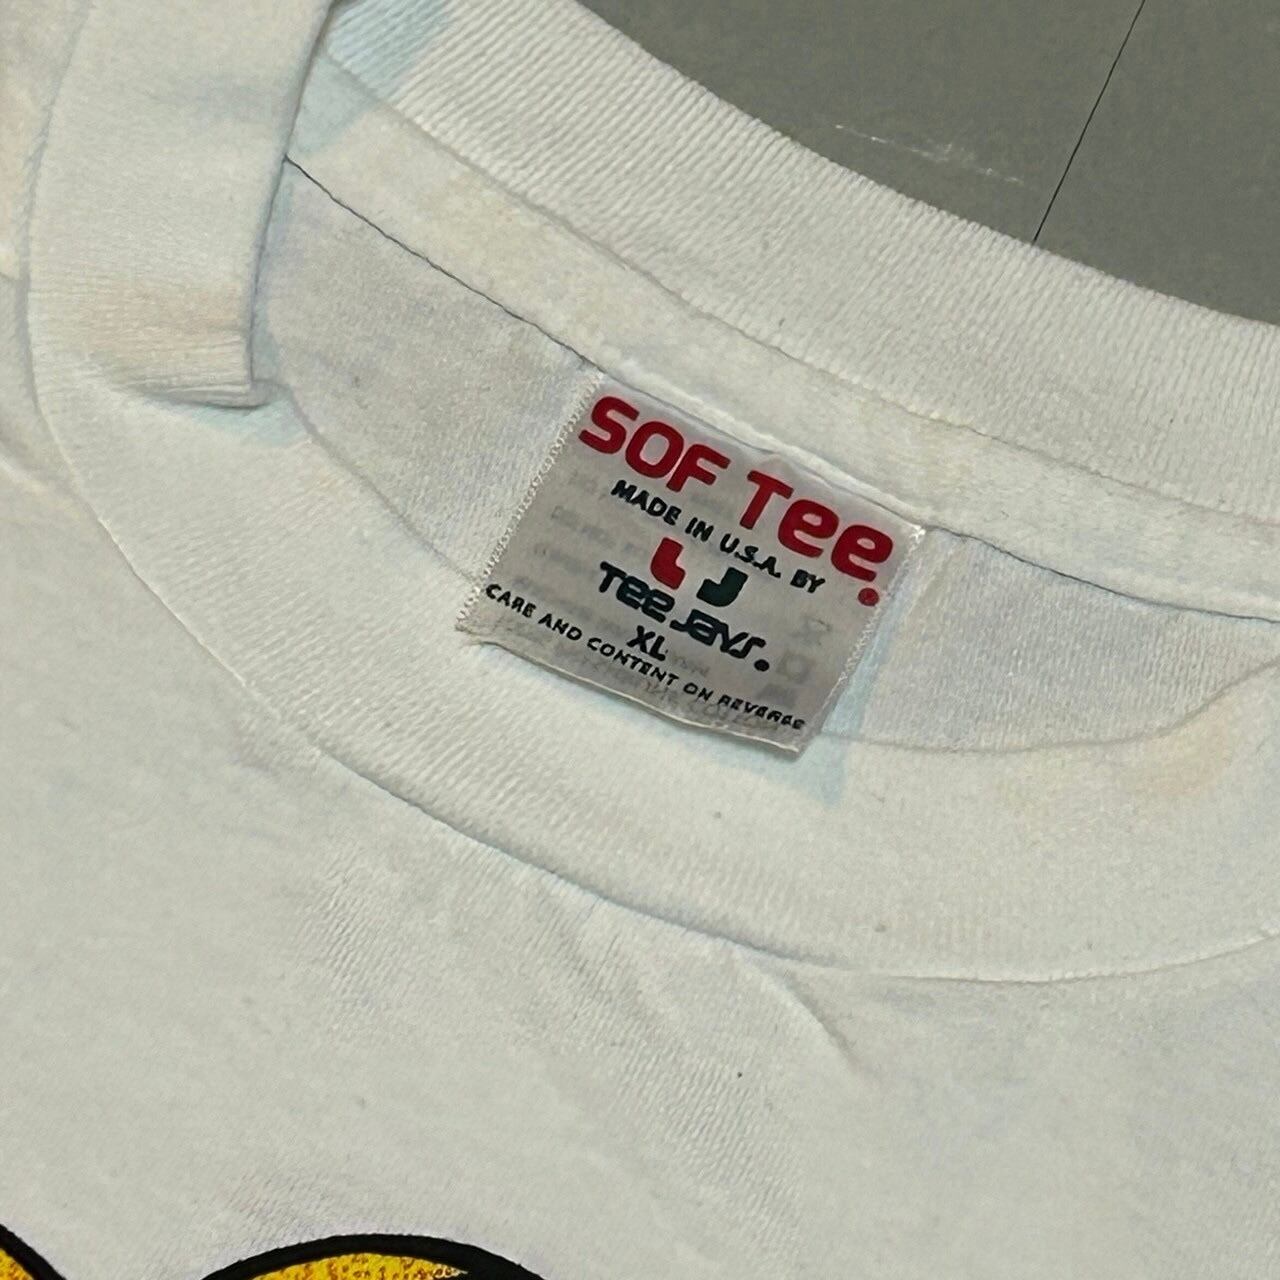 SOF Tee
MADE IN U.S.A. BY
Tee Jays
XL
CARE AND CONTENT ON REVERSE